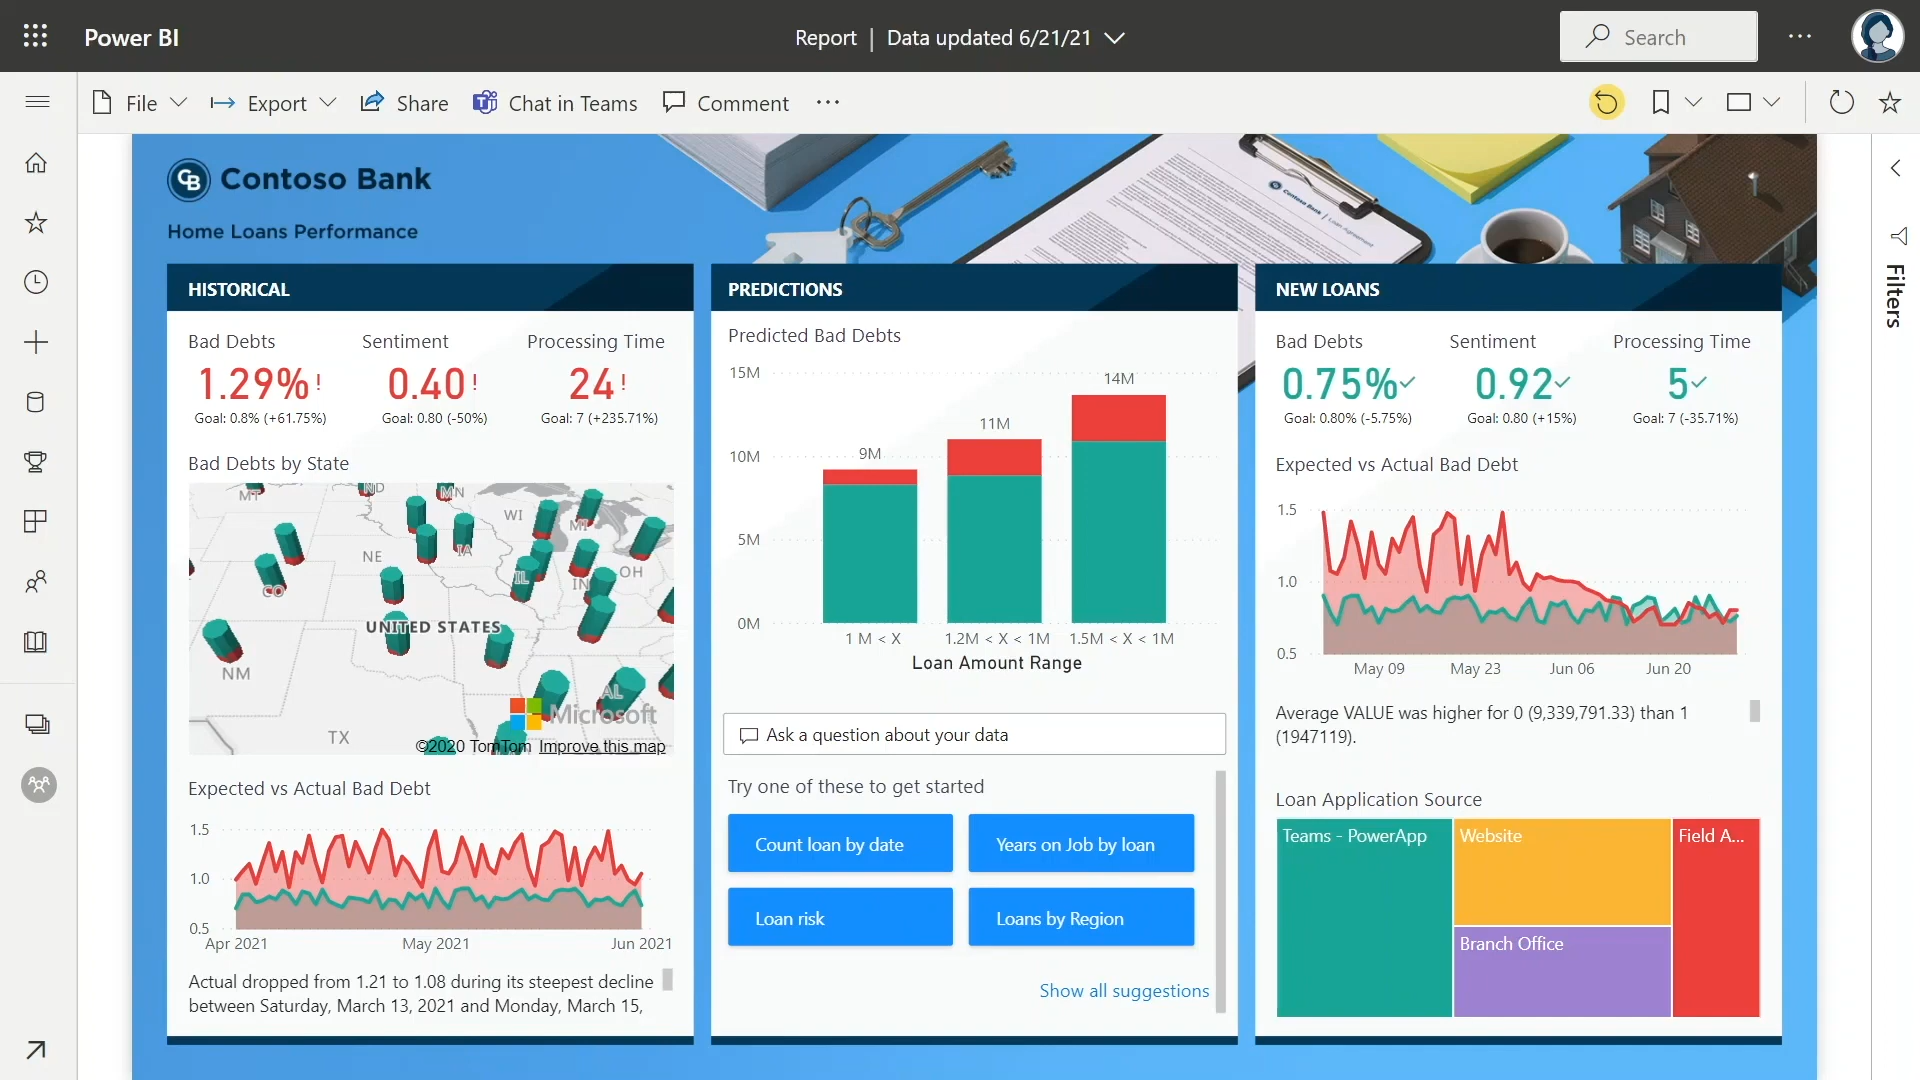 Power BI
Report | Data updated 6/21/21
Search
File
Export
Share
Chat in Teams
Comment
Filters
CB Contoso Bank
Home Loans Performance
Contoso Bank | Loan Agreement
HISTORICAL
Bad Debts
Sentiment
Processing Time
1.29% !
0.40 !
24 !
Goal: 0.8% (+61.75%)
Goal: 0.80 (-50%)
Goal: 7 (+235.71%)
Bad Debts by State
MT
ND
MN
WI
MI
NE
IA
CO
IL
IN
OH
UNITED STATES
NM
AL
TX
Microsoft
©2020 TomTom Improve this map
Expected vs Actual Bad Debt
1.5
1.0
0.5
Apr 2021
May 2021
Jun 2021
Actual dropped from 1.21 to 1.08 during its steepest decline
between Saturday, March 13, 2021 and Monday, March 15,
PREDICTIONS
Predicted Bad Debts
15M
10M
5M
0M
9M
11M
14M
1 M < X
1.2M < X < 1M
1.5M < X < 1M
Loan Amount Range
Ask a question about your data
Try one of these to get started
Count loan by date
Years on Job by loan
Loan risk
Loans by Region
Show all suggestions
NEW LOANS
Bad Debts
Sentiment
Processing Time
0.75%
0.92
5
Goal: 0.80% (-5.75%)
Goal: 0.80 (+15%)
Goal: 7 (-35.71%)
Expected vs Actual Bad Debt
1.5
1.0
0.5
May 09
May 23
Jun 06
Jun 20
Average VALUE was higher for 0 (9,339,791.33) than 1
(1947119).
Loan Application Source
Teams - PowerApp
Website
Field A...
Branch Office